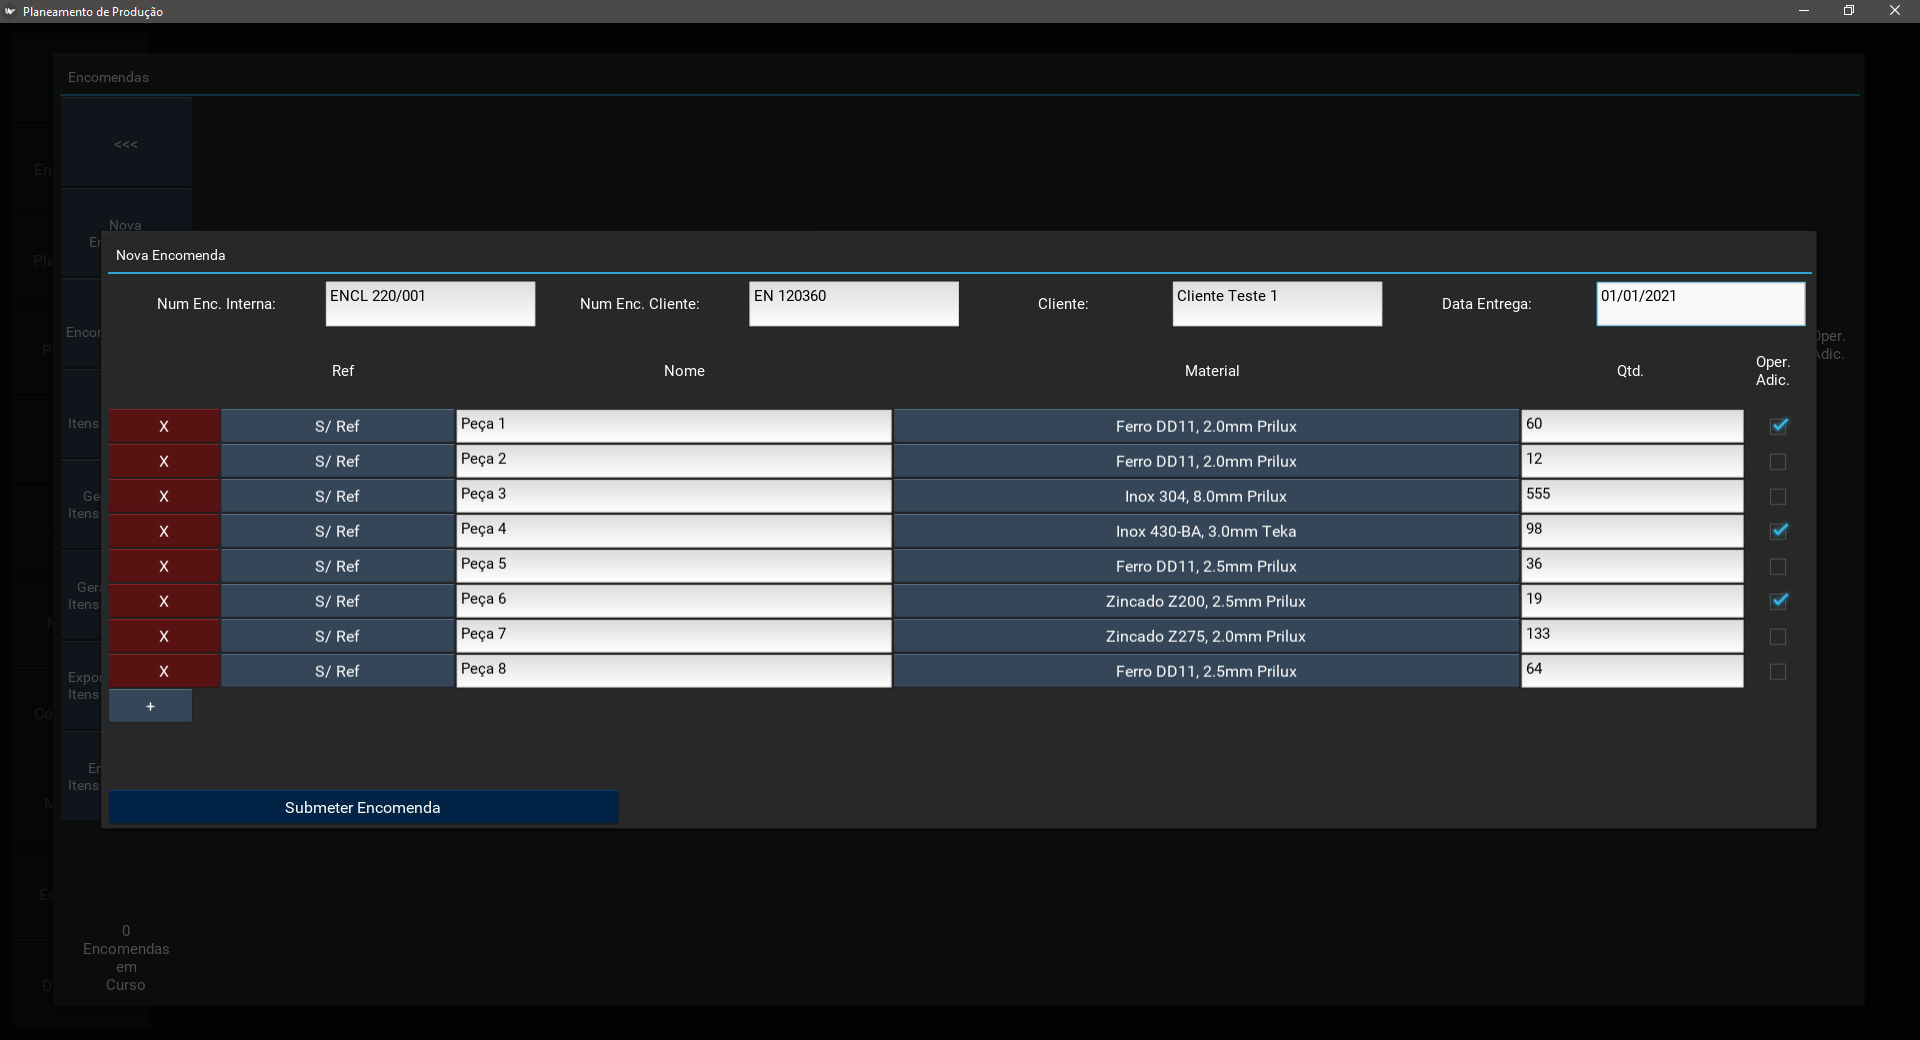 Planeamento de Produção
Encomendas
<<<
Nova
Nova Encomenda
Num Enc. Interna: ENCL 220/001 Num Enc. Cliente: EN 120360 Cliente: Cliente Teste 1 Data Entrega: 01/01/2021
Ref Nome Material Qtd. Oper. Adic.
X S/ Ref Peça 1 Ferro DD11, 2.0mm Prilux 60
X S/ Ref Peça 2 Ferro DD11, 2.0mm Prilux 12
X S/ Ref Peça 3 Inox 304, 8.0mm Prilux 555
X S/ Ref Peça 4 Inox 430-BA, 3.0mm Teka 98
X S/ Ref Peça 5 Ferro DD11, 2.5mm Prilux 36
X S/ Ref Peça 6 Zincado Z200, 2.5mm Prilux 19
X S/ Ref Peça 7 Zincado Z275, 2.0mm Prilux 133
X S/ Ref Peça 8 Ferro DD11, 2.5mm Prilux 64
+
Itens
Itens
Itens
Itens
Itens
Submeter Encomenda
0
Encomendas
em
Curso